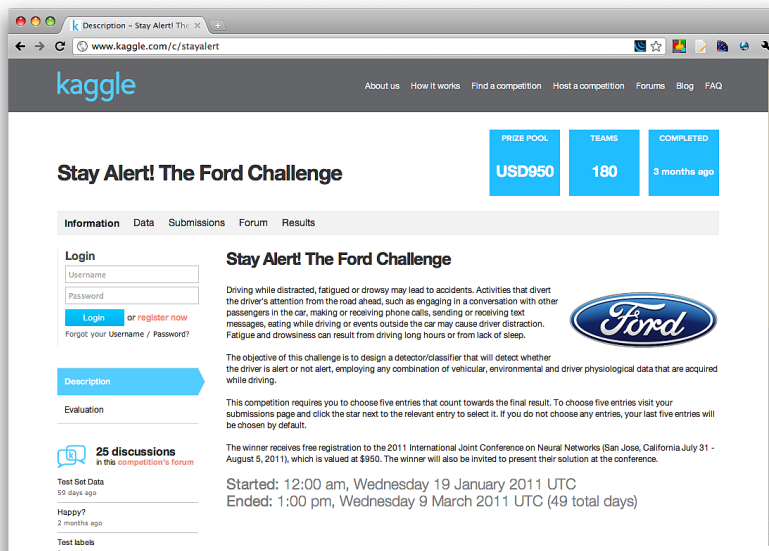 Description – Stay Alert! The
www.kaggle.com/c/stayalert
kaggle
About us How it works Find a competition Host a competition Forums Blog FAQ
PRIZE POOL
USD950
TEAMS
180
COMPLETED
3 months ago
Stay Alert! The Ford Challenge
Information Data Submissions Forum Results
Login
Username
Password
Login or register now
Forgot your Username / Password?
Description
Evaluation
25 discussions
in this competition's forum
Test Set Data
59 days ago
Happy?
2 months ago
Test labels
Stay Alert! The Ford Challenge
Driving while distracted, fatigued or drowsy may lead to accidents. Activities that divert
the driver's attention from the road ahead, such as engaging in a conversation with other
passengers in the car, making or receiving phone calls, sending or receiving text
messages, eating while driving or events outside the car may cause driver distraction.
Fatigue and drowsiness can result from driving long hours or from lack of sleep.
Ford
The objective of this challenge is to design a detector/classifier that will detect whether
the driver is alert or not alert, employing any combination of vehicular, environmental and driver physiological data that are acquired
while driving.
This competition requires you to choose five entries that count towards the final result. To choose five entries visit your
submissions page and click the star next to the relevant entry to select it. If you do not choose any entries, your last five entries will
be chosen by default.
The winner receives free registration to the 2011 International Joint Conference on Neural Networks (San Jose, California July 31 -
August 5, 2011), which is valued at $950. The winner will also be invited to present their solution at the conference.
Started: 12:00 am, Wednesday 19 January 2011 UTC
Ended: 1:00 pm, Wednesday 9 March 2011 UTC (49 total days)